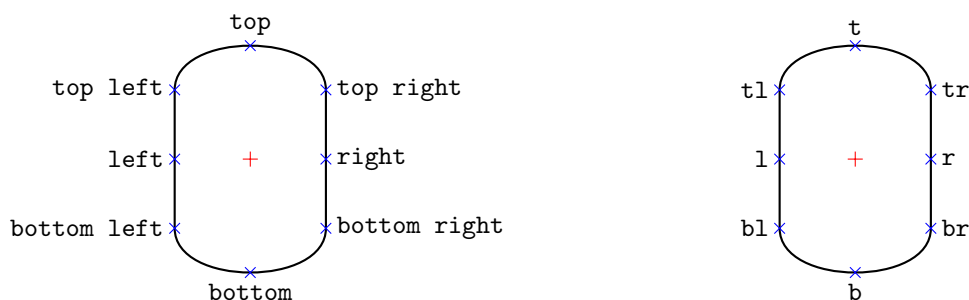 top
top left
top right
left
right
bottom left
bottom right
bottom
t
tl
tr
l
r
bl
br
b